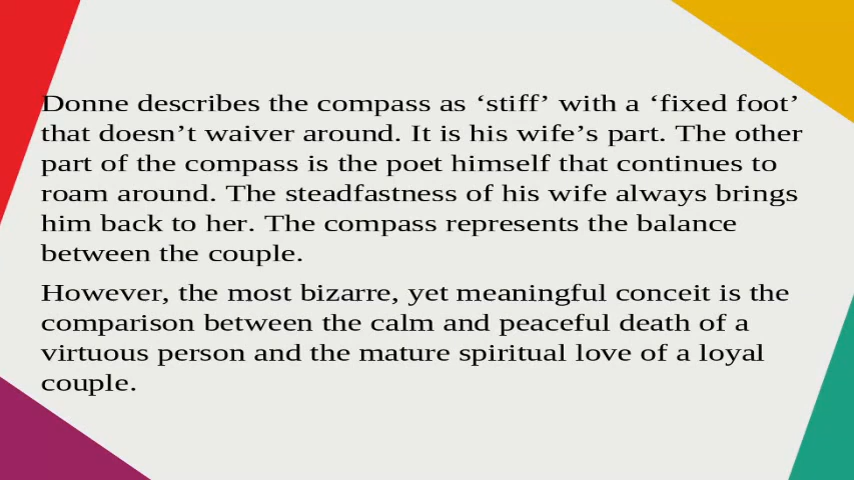 Donne describes the compass as ‘stiff’ with a ‘fixed foot’
that doesn’t waiver around. It is his wife’s part. The other
part of the compass is the poet himself that continues to
roam around. The steadfastness of his wife always brings
him back to her. The compass represents the balance
between the couple.
However, the most bizarre, yet meaningful conceit is the
comparison between the calm and peaceful death of a
virtuous person and the mature spiritual love of a loyal
couple.